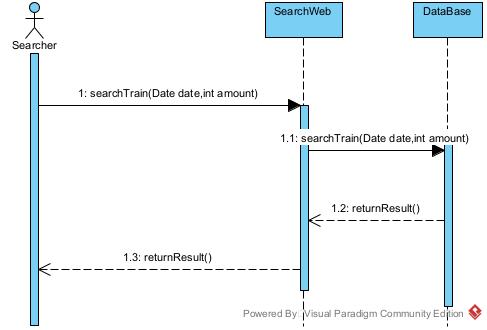 SearchWeb
DataBase
Searcher
1: searchTrain(Date date,int amount)
1.1: searchTrain(Date date,int amount)
1.2: returnResult()
1.3: returnResult()
Powered By Visual Paradigm Community Edition